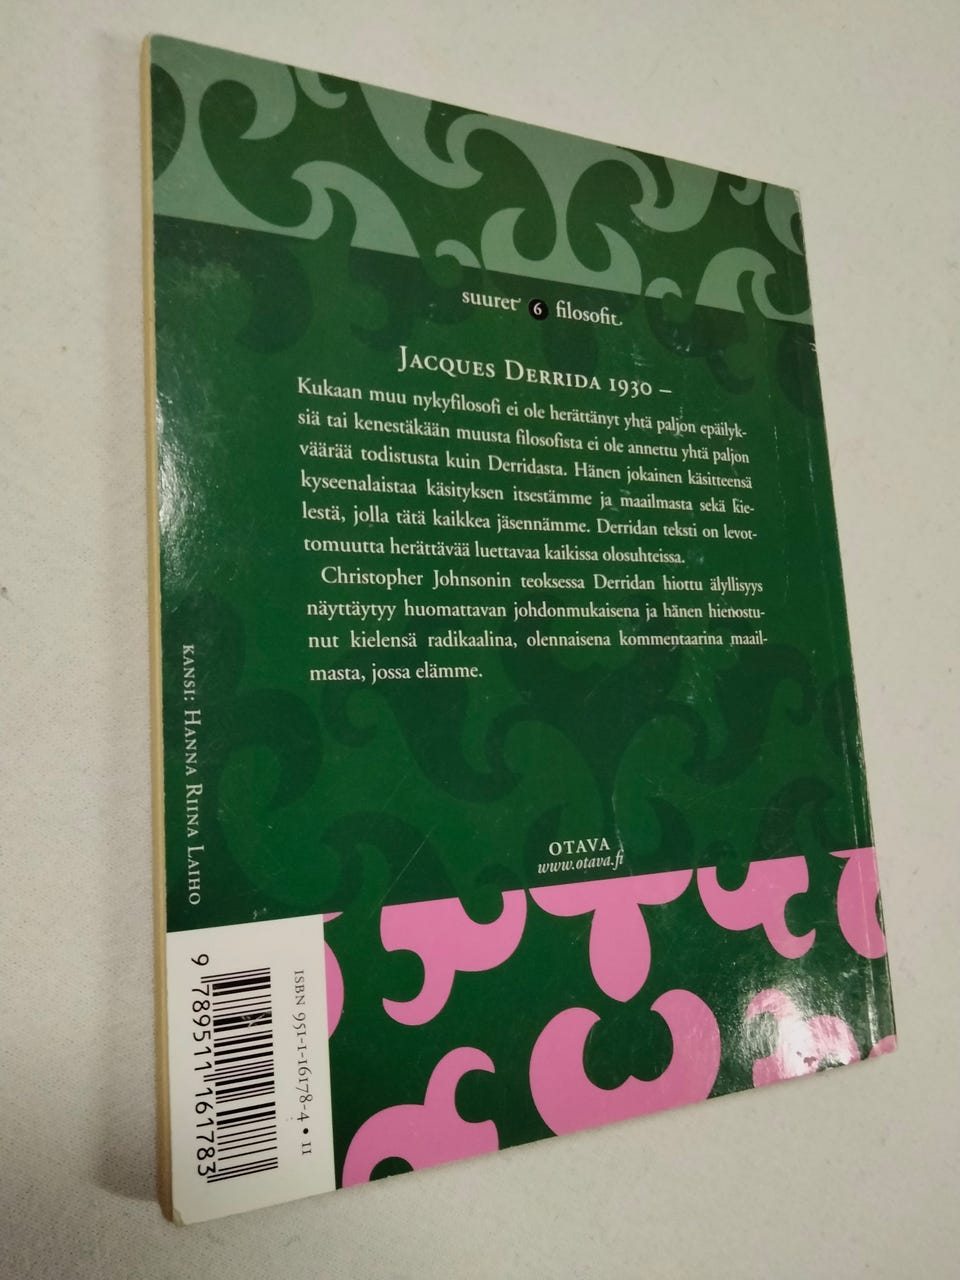 suuret 6 filosofit
Jacques Derrida 1930 –
Kukaan muu nykyfilosofi ei ole herättänyt yhtä paljon epäilyk-
siä tai kenestäkään muusta filosofista ei ole annettu yhtä paljon
väärää todistusta kuin Derridasta. Hänen jokainen käsitteensä
kyseenalaistaa käsityksen itsestämme ja maailmasta sekä kie-
lestä, jolla tätä kaikkea jäsennämme. Derridan teksti on levot-
tomuutta herättävää luettavaa kaikissa olosuhteissa.
Christopher Johnsonin teoksessa Derridan hiottu älyllisyys
näyttäytyy huomattavan johdonmukaisena ja hänen hienostu-
nut kielensä radikaalina, olennaisena kommentaarina maail-
masta, jossa elämme.
OTAVA
www.otava.fi
kansi: Hanna Riina Laiho
ISBN 951-1-16178-4 • 11
9 789511 161783